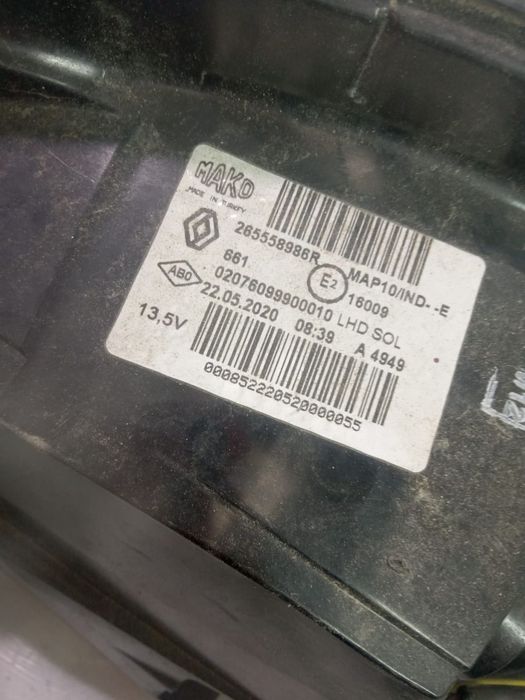 MAKO
MADE IN TURKEY
265558986R
MAP10/IND--E
661
E2
16009
ABO
02076099900010 LHD SOL
22.05.2020 08:39 A 4949
13,5V
000852220520000055